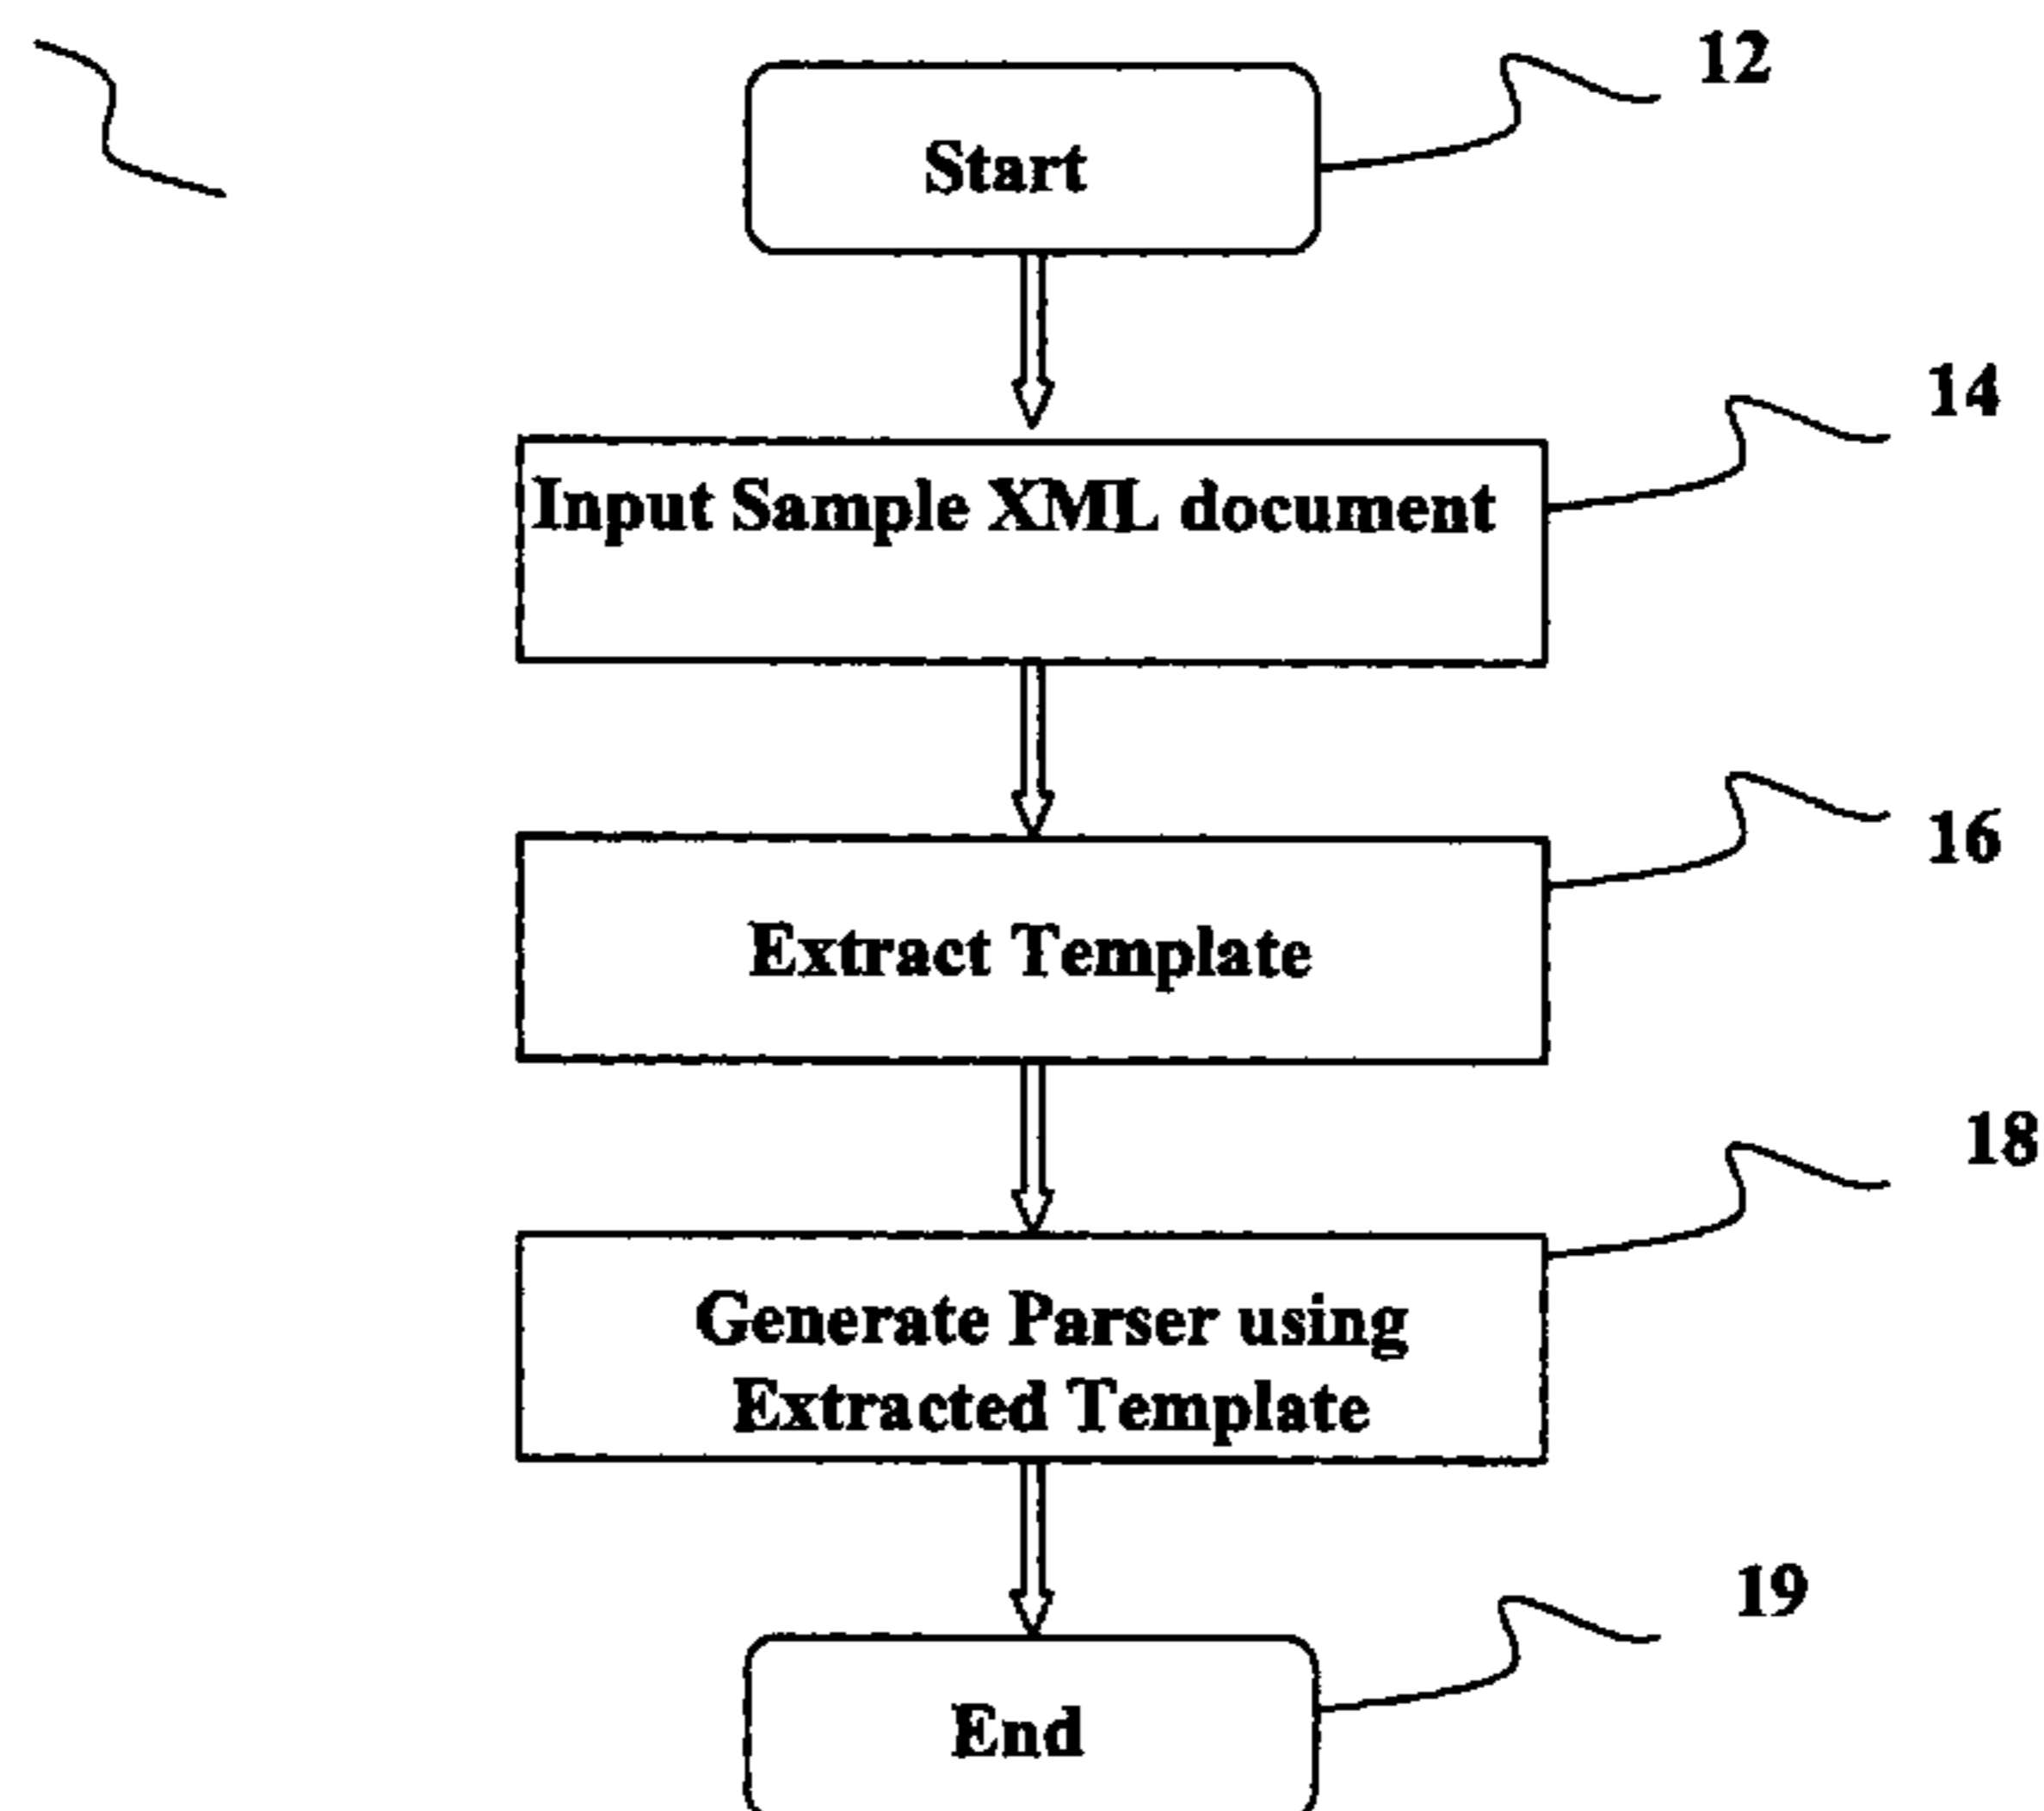 12
Start
14
Input Sample XML document
16
Extract Template
18
Generate Parser using
Extracted Template
19
End